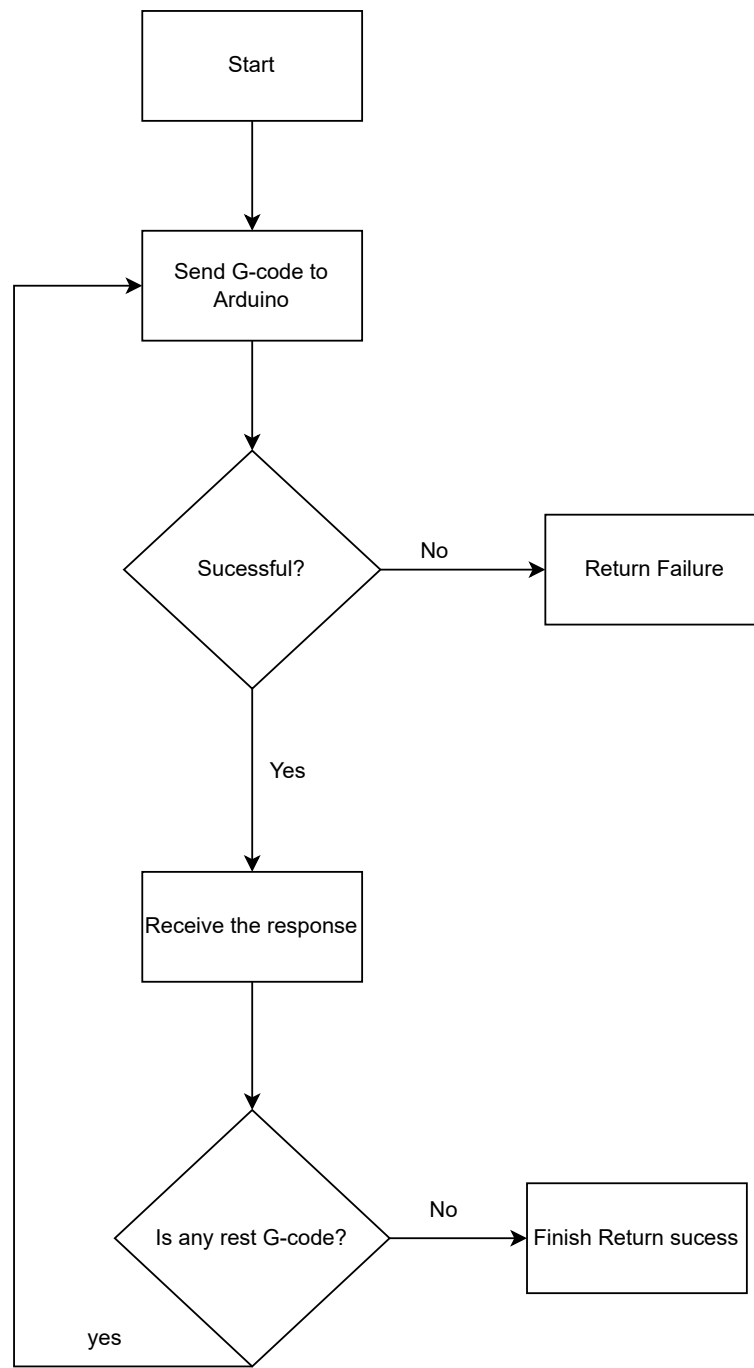 Start
Send G-code to
Arduino
Sucessful?
No
Return Failure
Yes
Receive the response
Is any rest G-code?
No
Finish Return sucess
yes